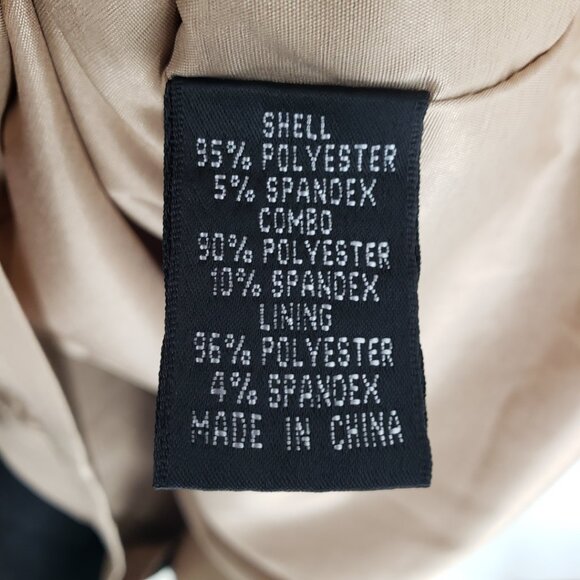 SHELL
95% POLYESTER
5% SPANDEX
COMBO
90% POLYESTER
10% SPANDEX
LINING
96% POLYESTER
4% SPANDEX
MADE IN CHINA